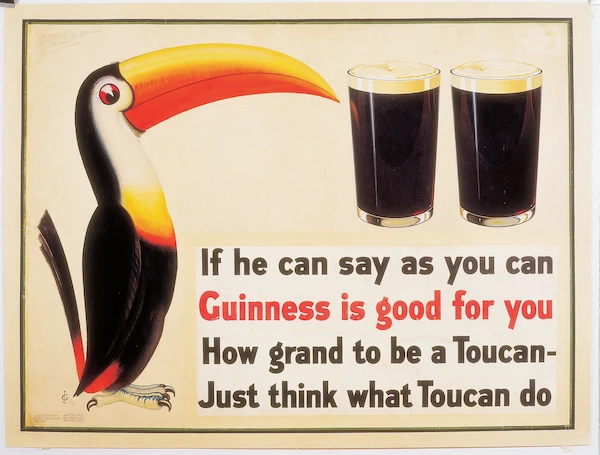 If he can say as you can
Guinness is good for you
How grand to be a Toucan-
Just think what Toucan do